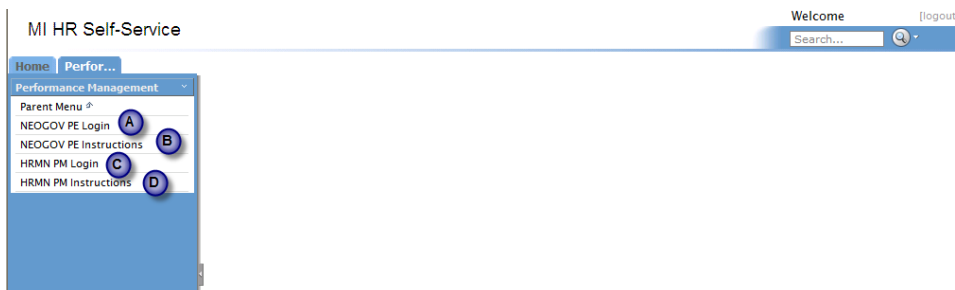 Welcome [logout
MI HR Self-Service
Search...
Home Perfor...
Performance Management
Parent Menu
NEOGOV PE Login A
NEOGOV PE Instructions B
HRMN PM Login C
HRMN PM Instructions D